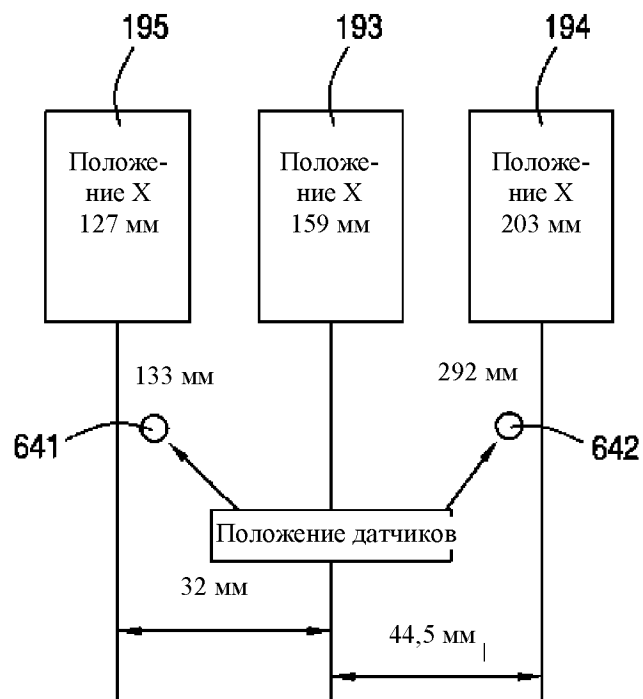 195
193
194
Положе-
ние X
127 мм
Положе-
ние X
159 мм
Положе-
ние X
203 мм
133 мм
292 мм
641
642
Положение датчиков
32 мм
44,5 мм